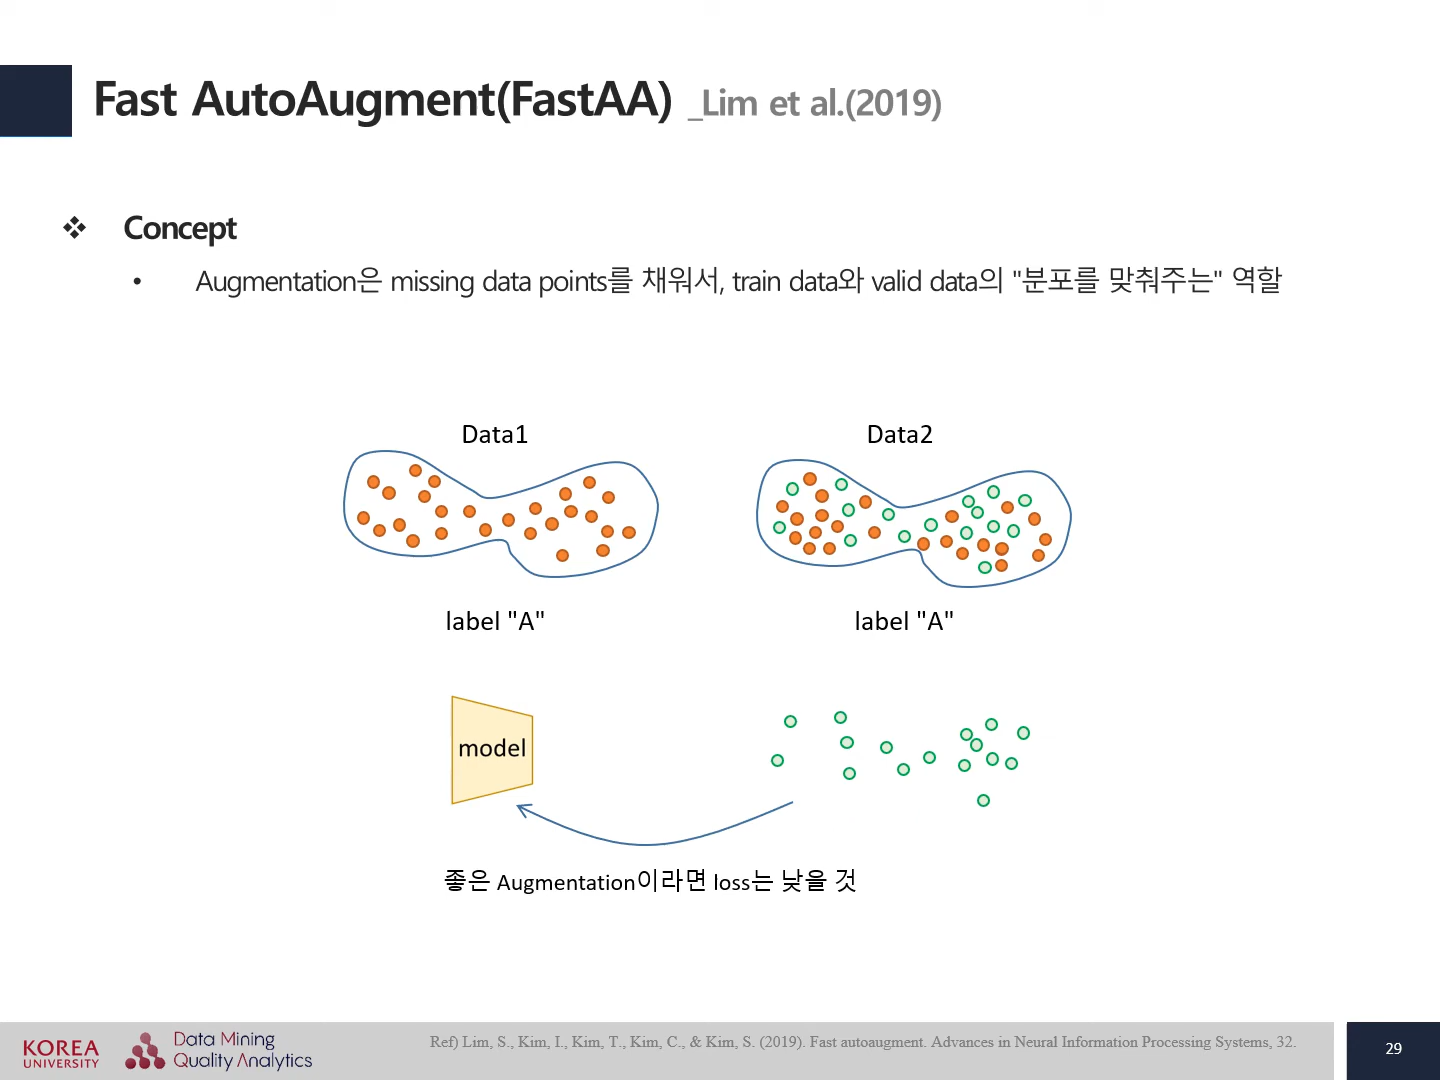 Fast AutoAugment(FastAA) _Lim et al.(2019)
❖ Concept
• Augmentation은 missing data points를 채워서, train data와 valid data의 "분포를 맞춰주는" 역할
Data1
Data2
label "A"
label "A"
model
좋은 Augmentation이라면 loss는 낮을 것
KOREA
UNIVERSITY
Data Mining
Quality Analytics
Ref) Lim, S., Kim, I., Kim, T., Kim, C., & Kim, S. (2019). Fast autoaugment. Advances in Neural Information Processing Systems, 32.
29